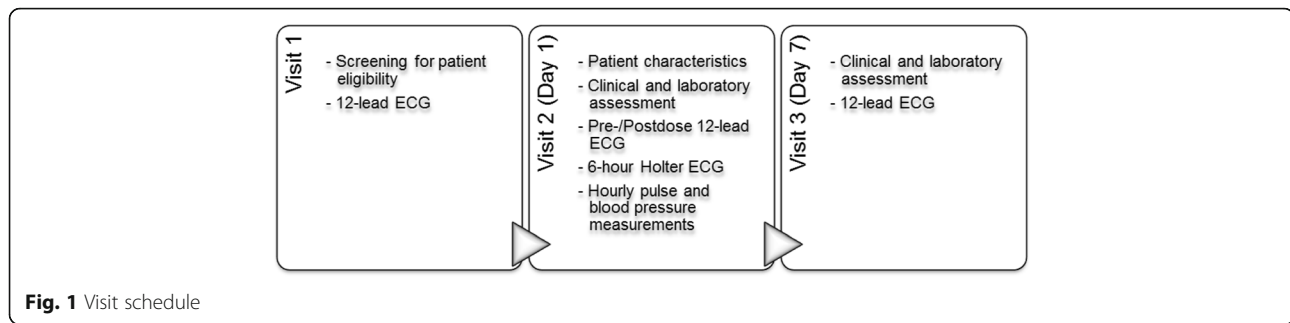 Visit 1
- Screening for patient
eligibility
- 12-lead ECG
Visit 2 (Day 1)
- Patient characteristics
- Clinical and laboratory
assessment
- Pre-/Postdose 12-lead
ECG
- 6-hour Holter ECG
- Hourly pulse and
blood pressure
measurements
Visit 3 (Day 7)
- Clinical and laboratory
assessment
- 12-lead ECG
Fig. 1 Visit schedule